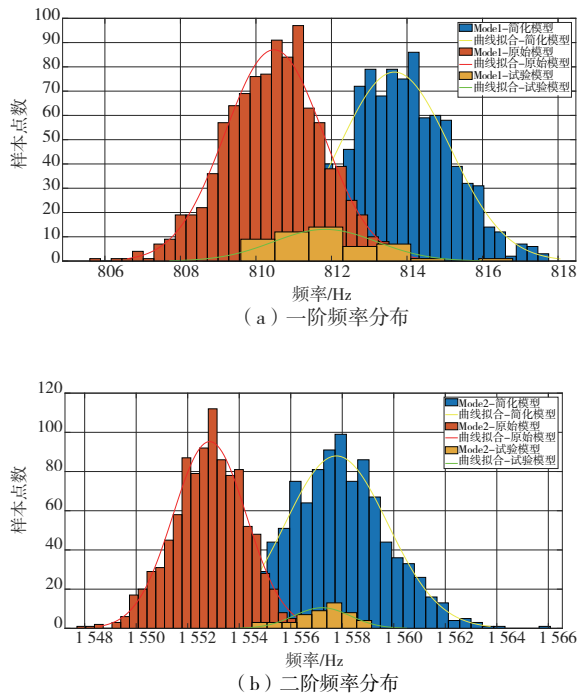 100
90
80
70
60
50
40
30
20
10
0
样本点数
Mode1-简化模型
曲线拟合-简化模型
Mode1-原始模型
曲线拟合-原始模型
Mode1-试验模型
曲线拟合-试验模型
806 808 810 812 814 816 818
频率/Hz
（a）一阶频率分布
120
100
80
60
40
20
0
样本点数
Mode2-简化模型
曲线拟合-简化模型
Mode2-原始模型
曲线拟合-原始模型
Mode2-试验模型
曲线拟合-试验模型
1 548 1 550 1 552 1 554 1 556 1 558 1 560 1 562 1 564 1 566
频率/Hz
（b）二阶频率分布